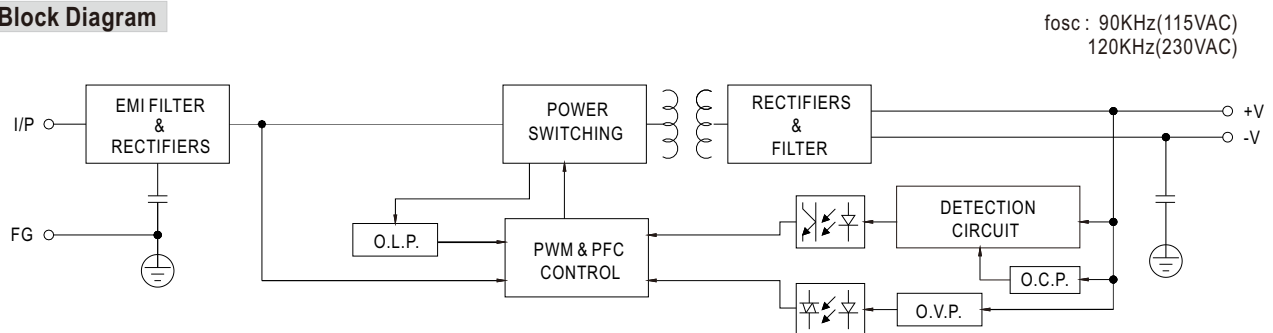 Block Diagram
fosc : 90KHz(115VAC)
120KHz(230VAC)
I/P
EMI FILTER
&
RECTIFIERS
POWER
SWITCHING
RECTIFIERS
&
FILTER
+V
-V
FG
O.L.P.
PWM & PFC
CONTROL
DETECTION
CIRCUIT
O.C.P.
O.V.P.